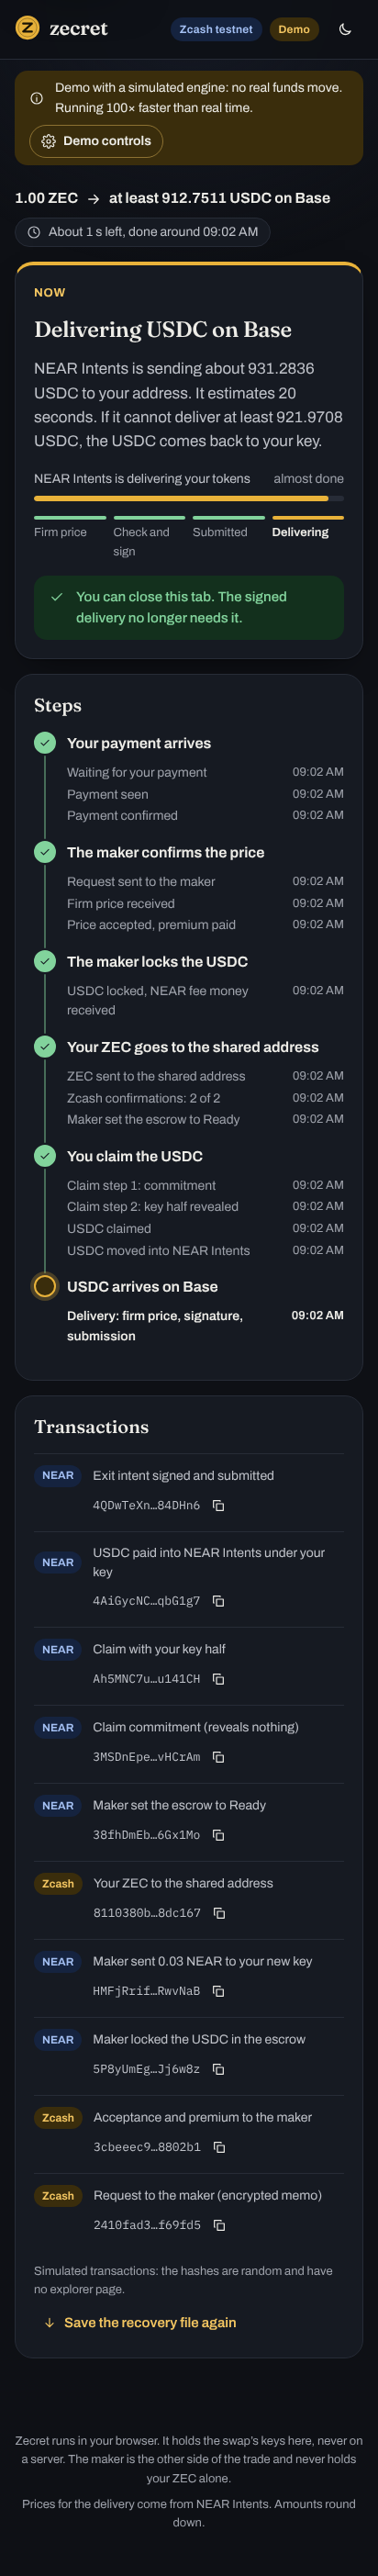 zecret
Zcash testnet
Demo
Demo with a simulated engine: no real funds move.
Running 100× faster than real time.
Demo controls
1.00 ZEC → at least 912.7511 USDC on Base
About 1 s left, done around 09:02 AM
NOW
Delivering USDC on Base
NEAR Intents is sending about 931.2836
USDC to your address. It estimates 20
seconds. If it cannot deliver at least 921.9708
USDC, the USDC comes back to your key.
NEAR Intents is delivering your tokens almost done
Firm price Check and Submitted Delivering
sign
You can close this tab. The signed
delivery no longer needs it.
Steps
Your payment arrives
Waiting for your payment 09:02 AM
Payment seen 09:02 AM
Payment confirmed 09:02 AM
The maker confirms the price
Request sent to the maker 09:02 AM
Firm price received 09:02 AM
Price accepted, premium paid 09:02 AM
The maker locks the USDC
USDC locked, NEAR fee money 09:02 AM
received
Your ZEC goes to the shared address
ZEC sent to the shared address 09:02 AM
Zcash confirmations: 2 of 2 09:02 AM
Maker set the escrow to Ready 09:02 AM
You claim the USDC
Claim step 1: commitment 09:02 AM
Claim step 2: key half revealed 09:02 AM
USDC claimed 09:02 AM
USDC moved into NEAR Intents 09:02 AM
USDC arrives on Base
Delivery: firm price, signature, 09:02 AM
submission
Transactions
NEAR Exit intent signed and submitted
4QDwTeXn…84DHn6
NEAR USDC paid into NEAR Intents under your
key
4AiGycNC…qbG1g7
NEAR Claim with your key half
Ah5MNC7u…u141CH
NEAR Claim commitment (reveals nothing)
3MSDnEpe…vHCrAm
NEAR Maker set the escrow to Ready
38fhDmEb…6Gx1Mo
Zcash Your ZEC to the shared address
8110380b…8dc167
NEAR Maker sent 0.03 NEAR to your new key
HMFjRrif…RwvNaB
NEAR Maker locked the USDC in the escrow
5P8yUmEg…Jj6w8z
Zcash Acceptance and premium to the maker
3cbeeec9…8802b1
Zcash Request to the maker (encrypted memo)
2410fad3…f69fd5
Simulated transactions: the hashes are random and have
no explorer page.
Save the recovery file again
Zecret runs in your browser. It holds the swap's keys here, never on
a server. The maker is the other side of the trade and never holds
your ZEC alone.
Prices for the delivery come from NEAR Intents. Amounts round
down.